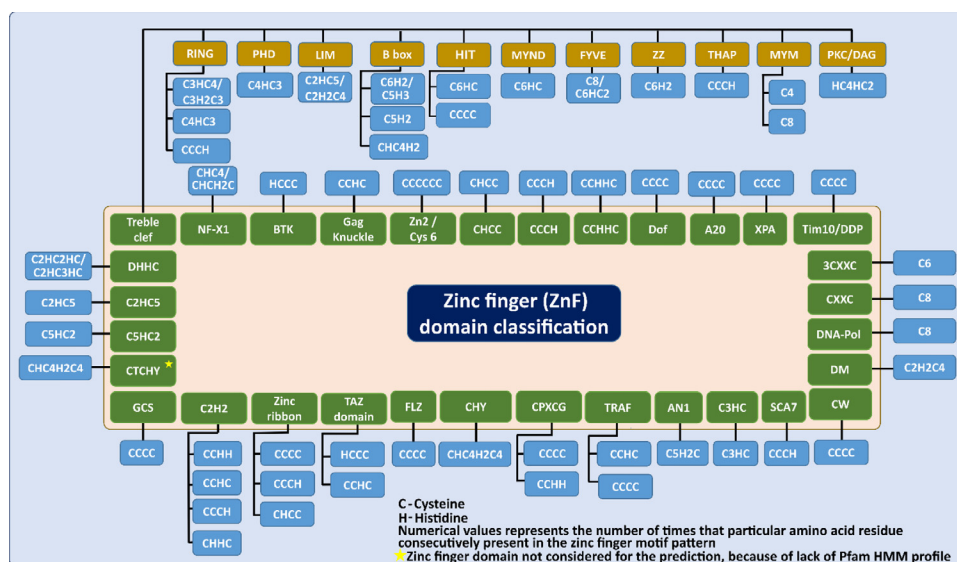 RING
PHD
LIM
B box
HIT
MYND
FYVE
ZZ
THAP
MYM
PKC/DAG
C3HC4/
C3H2C3
C4HC3
CCCH
C4HC3
C2HC5/
C2H2C4
C6H2/
C5H3
C5H2
CHC4H2
C6HC
CCCC
C6HC
C8/
C6HC2
C6H2
CCCH
C4
C8
HC4HC2
CHC4/
CHCH2C
HCCC
CCHC
CCCCCC
CHCC
CCCH
CCHHC
CCCC
CCCC
CCCC
CCCC
Treble
clef
NF-X1
BTK
Gag
Knuckle
Zn2 /
Cys 6
CHCC
CCCH
CCHHC
Dof
A20
XPA
Tim10/DDP
C2HC2HC/
C2HC3HC
DHHC
C2HC5
C2HC5
C5HC2
C5HC2
CHC4H2C4
CTCHY
Zinc finger (ZnF)
domain classification
3CXXC
C6
CXXC
C8
DNA-Pol
C8
DM
C2H2C4
GCS
C2H2
Zinc
ribbon
TAZ
domain
FLZ
CHY
CPXCG
TRAF
AN1
C3HC
SCA7
CW
CCCC
CCHH
CCHC
CCCH
CHHC
CCCC
CCCH
CHCC
HCCC
CCHC
CCCC
CHC4H2C4
CCCC
CCHH
CCHC
CCCC
C5H2C
C3HC
CCCH
CCCC
C - Cysteine
H- Histidine
Numerical values represents the number of times that particular amino acid residue
consecutively present in the zinc finger motif pattern
Zinc finger domain not considered for the prediction, because of lack of Pfam HMM profile